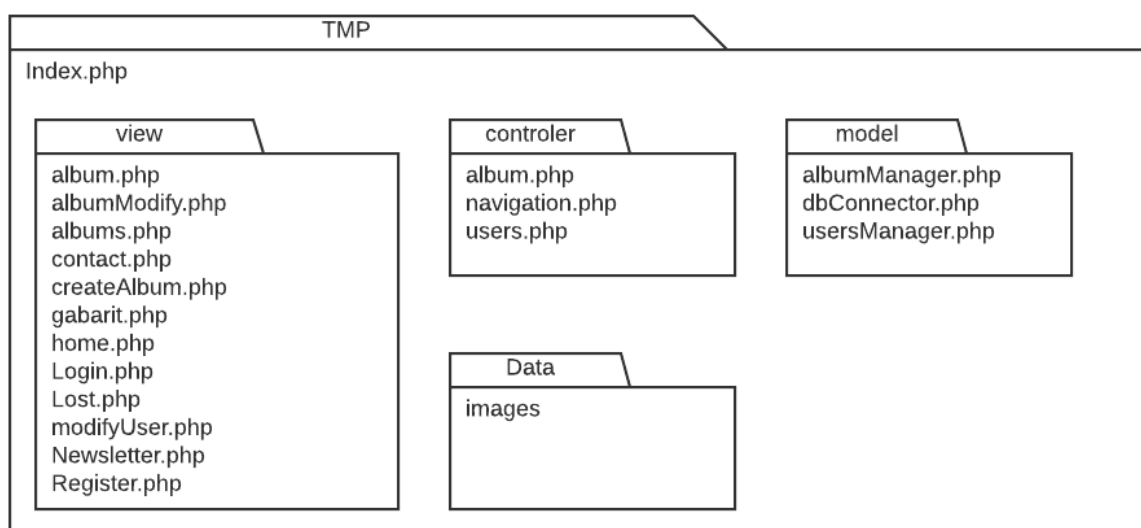 TMP
Index.php
view
album.php
albumModify.php
albums.php
contact.php
createAlbum.php
gabarit.php
home.php
Login.php
Lost.php
modifyUser.php
Newsletter.php
Register.php
controler
album.php
navigation.php
users.php
model
albumManager.php
dbConnector.php
usersManager.php
Data
images